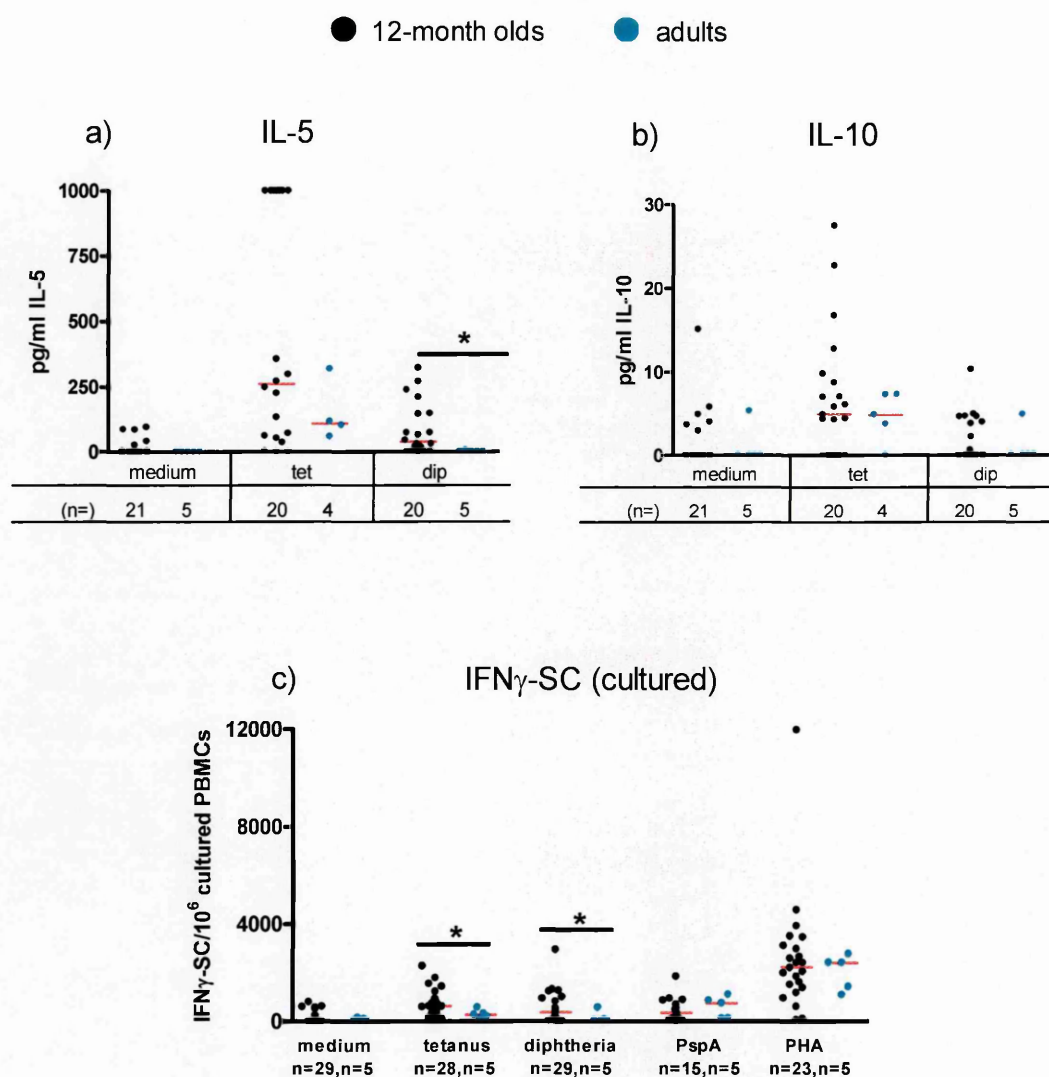 12-month olds adults
a) IL-5
1000
750
500
250
0
pg/ml IL-5
*
medium tet dip
(n=) 21 5 20 4 20 5
b) IL-10
30
20
10
0
pg/ml IL-10
medium tet dip
(n=) 21 5 20 4 20 5
c) IFNγ-SC (cultured)
12000
8000
4000
0
IFNγ-SC/10⁶ cultured PBMCs
* *
medium tetanus diphtheria PspA PHA
n=29,n=5 n=28,n=5 n=29,n=5 n=15,n=5 n=23,n=5